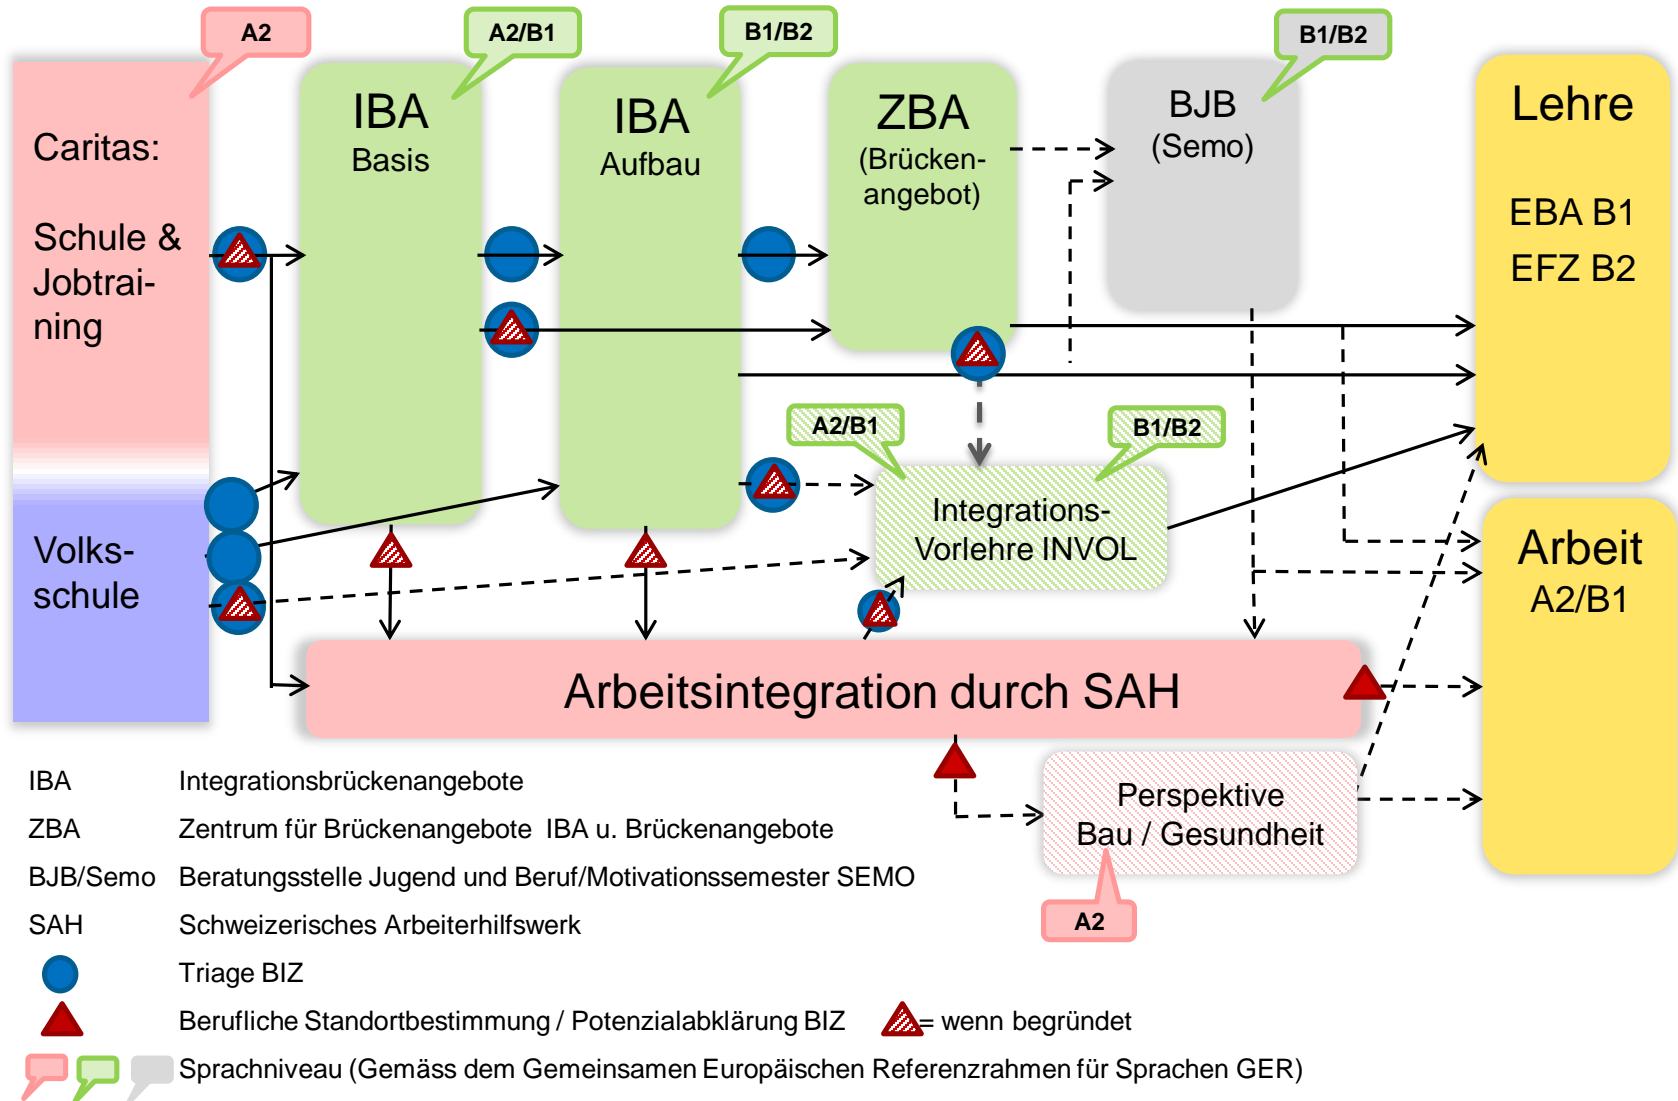 A2
A2/B1
B1/B2
B1/B2
Caritas:
Schule &
Jobtrai-
ning
Volks-
schule
IBA
Basis
IBA
Aufbau
ZBA
(Brücken-
angebot)
BJB
(Semo)
Lehre
EBA B1
EFZ B2
A2/B1
B1/B2
Integrations-
Vorlehre INVOL
Arbeit
A2/B1
Arbeitsintegration durch SAH
Perspektive
Bau / Gesundheit
A2
IBA Integrationsbrückenangebote
ZBA Zentrum für Brückenangebote IBA u. Brückenangebote
BJB/Semo Beratungsstelle Jugend und Beruf/Motivationssemester SEMO
SAH Schweizerisches Arbeiterhilfswerk
Triage BIZ
Berufliche Standortbestimmung / Potenzialabklärung BIZ = wenn begründet
Sprachniveau (Gemäss dem Gemeinsamen Europäischen Referenzrahmen für Sprachen GER)